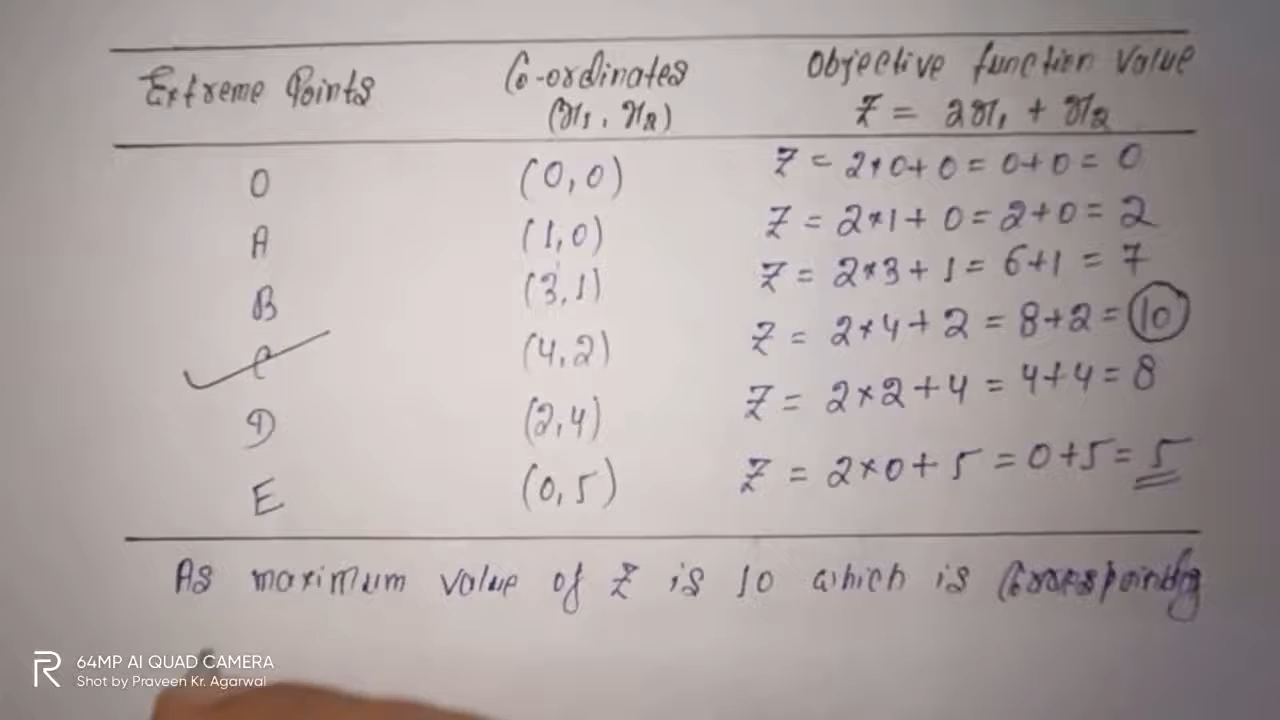 Extreme Points Co-ordinates Objective function value
(x₁, x₂) Z = 2x₁ + x₂
O (0,0) Z = 2*0+0 = 0+0 = 0
A (1,0) Z = 2*1+0 = 2+0 = 2
B (3,1) Z = 2*3+1 = 6+1 = 7
C (4,2) Z = 2*4+2 = 8+2 = 10
D (2,4) Z = 2×2+4 = 4+4 = 8
E (0,5) Z = 2×0+5 = 0+5 = 5
As maximum value of Z is 10 which is
64MP AI QUAD CAMERA
Shot by Praveen Kr. Agarwal